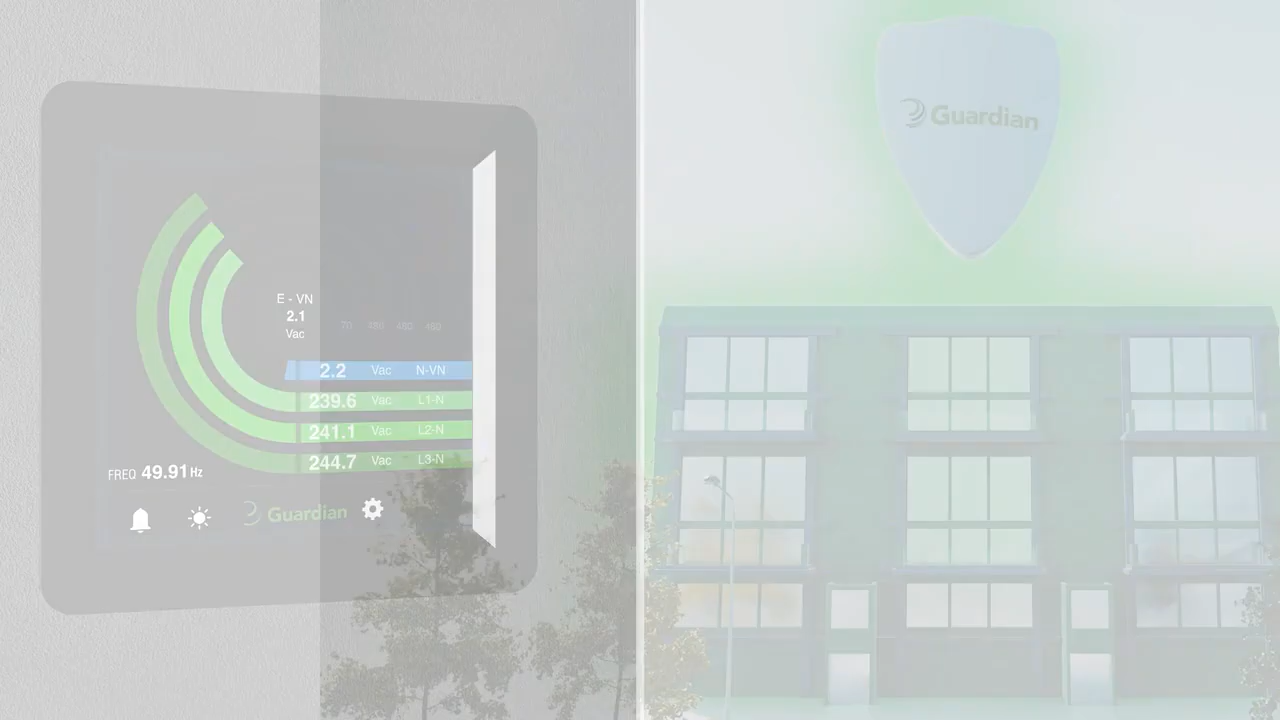 Guardian
E - VN
2.1
Vac
2.2 Vac N-VN
239.6 Vac L1-N
241.1 Vac L2-N
244.7 Vac L3-N
FREQ 49.91 Hz
Guardian